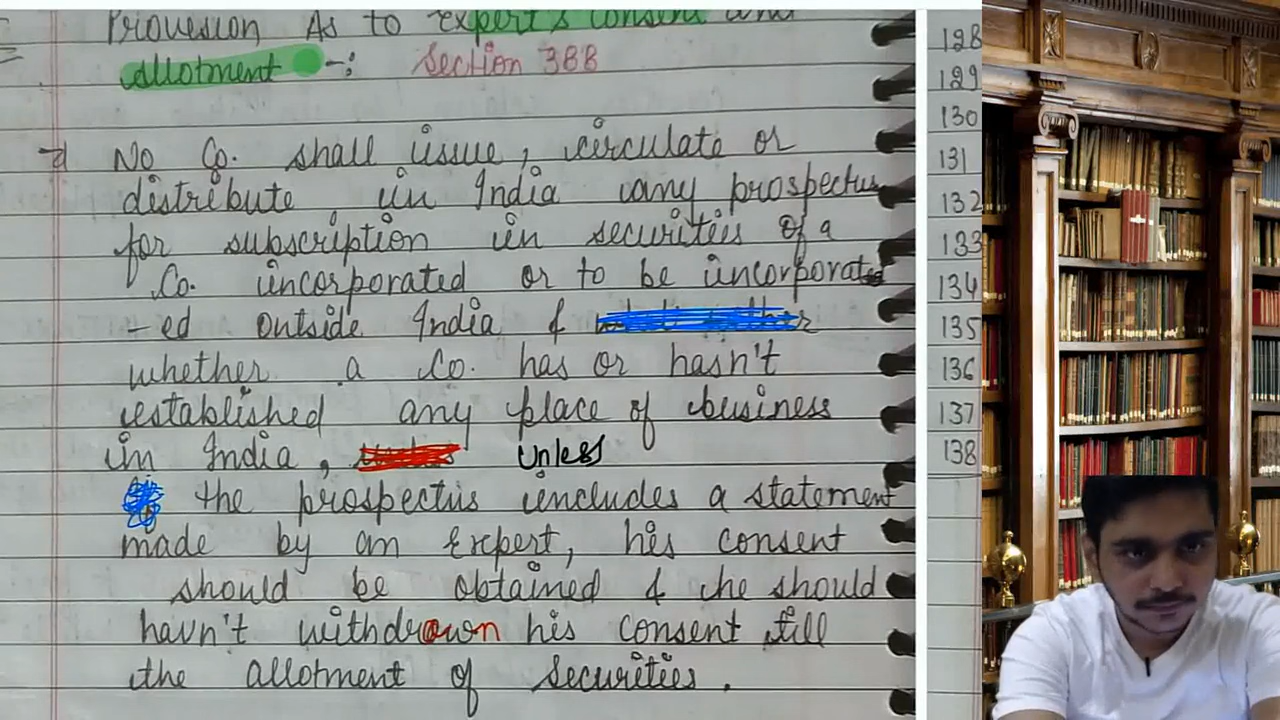 Provision As to Expert's consent and
allotment -: Section 388
No Co. shall issue, circulate or
distribute in India any prospectus
for subscription in securities of a
Co. incorporated or to be incorporat
- ed outside India &
whether a Co. has or hasn't
established any place of business
in India, Unless
the prospectus includes a statement
made by an Expert, his consent
should be obtained & he should
havn't withdrawn his consent till
the allotment of securities.
128
129
130
131
132
133
134
135
136
137
138